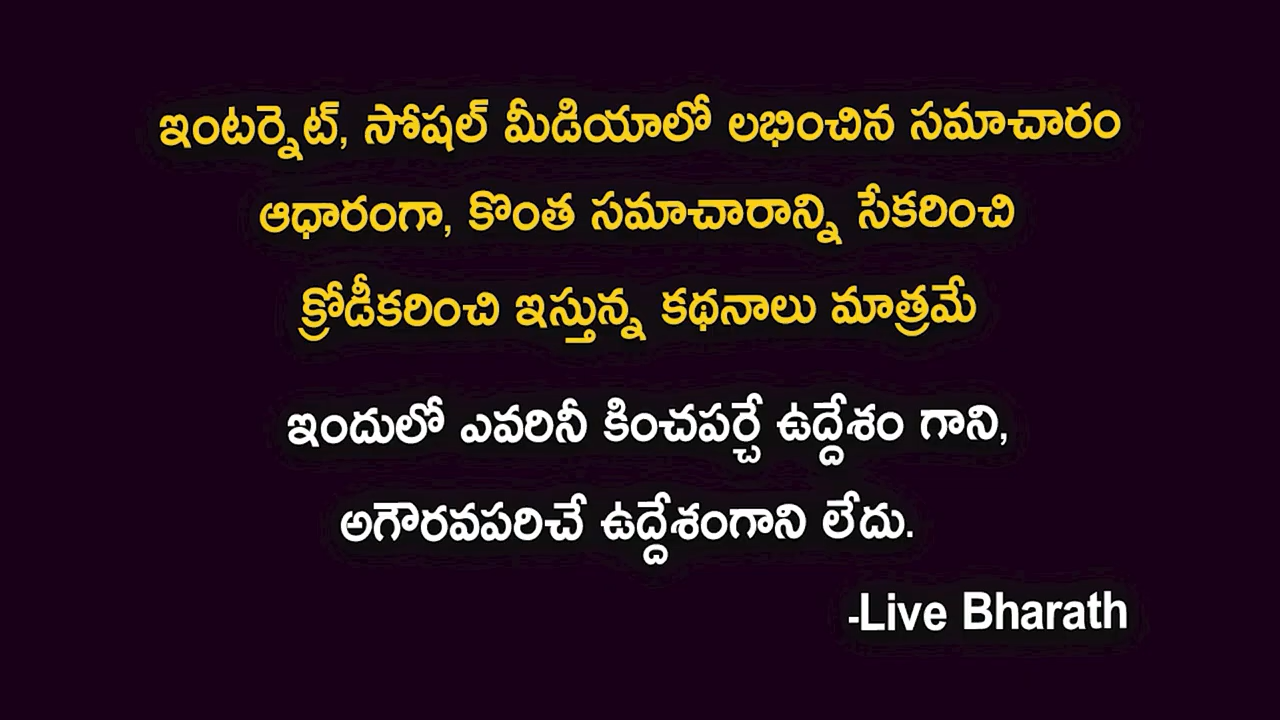 ఇంటర్నెట్, సోషల్ మీడియాలో లభించిన సమాచారం
ఆధారంగా, కొంత సమాచారాన్ని సేకరించి
క్రోడీకరించి ఇస్తున్న కథనాలు మాత్రమే
ఇందులో ఎవరినీ కించపర్చే ఉద్దేశం గాని,
అగౌరవపరిచే ఉద్దేశంగాని లేదు.
-Live Bharath